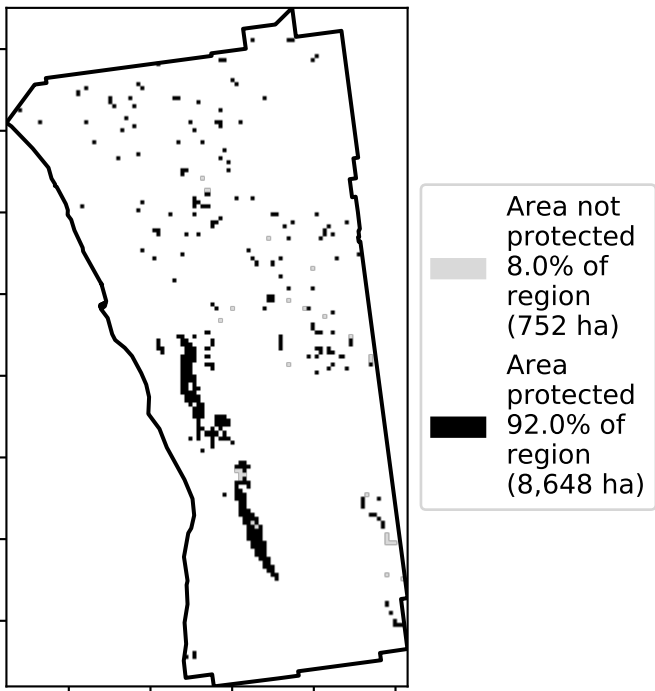 Area not
protected
8.0% of
region
(752 ha)
Area
protected
92.0% of
region
(8,648 ha)